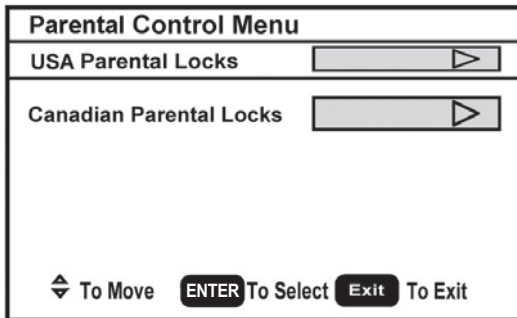 Parental Control Menu
USA Parental Locks
Canadian Parental Locks
To Move ENTER To Select Exit To Exit